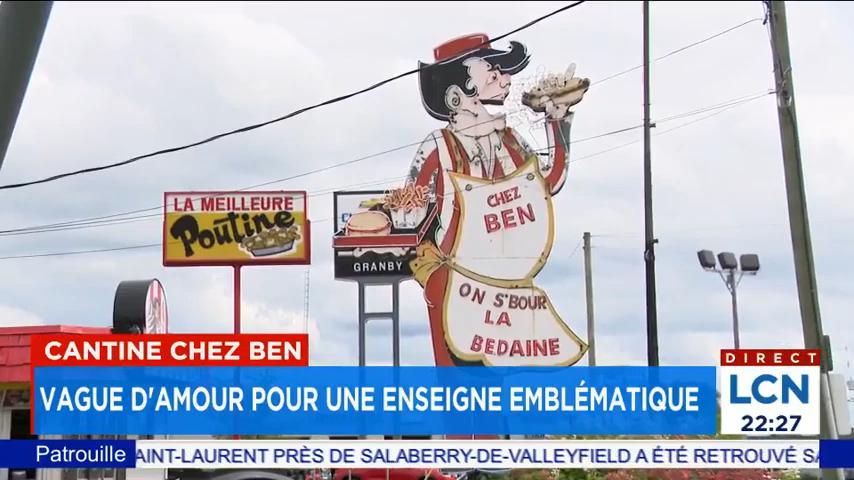 LA MEILLEURE
Poutine
GRANBY
CHEZ
BEN
ON S'BOUR
LA
BEDAINE
CANTINE CHEZ BEN
VAGUE D'AMOUR POUR UNE ENSEIGNE EMBLÉMATIQUE
DIRECT
LCN
22:27
Patrouille
AINT-LAURENT PRÈS DE SALABERRY-DE-VALLEYFIELD A ÉTÉ RETROUVÉ SA